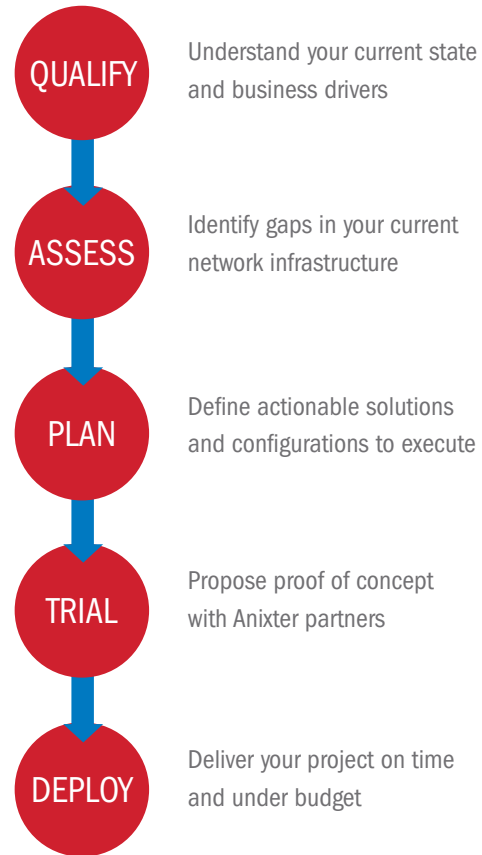 QUALIFY
Understand your current state
and business drivers
ASSESS
Identify gaps in your current
network infrastructure
PLAN
Define actionable solutions
and configurations to execute
TRIAL
Propose proof of concept
with Anixter partners
DEPLOY
Deliver your project on time
and under budget